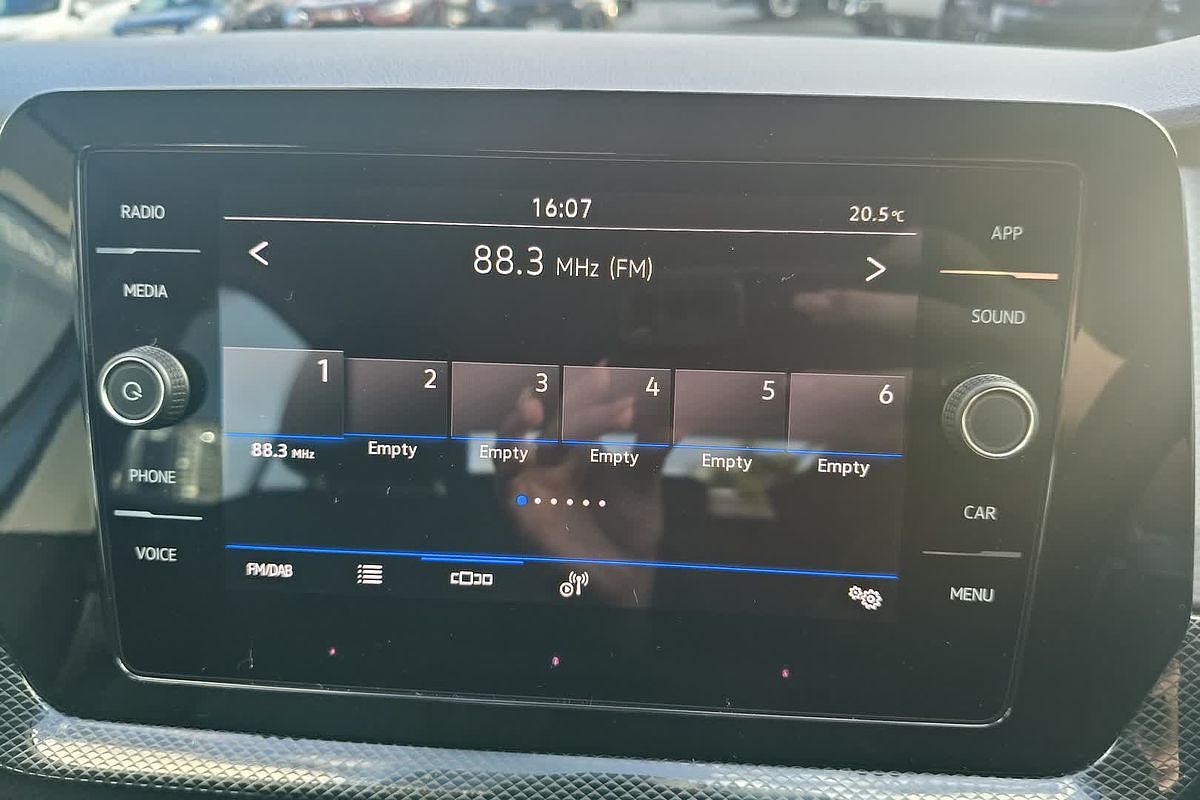 RADIO
MEDIA
PHONE
VOICE
16:07
20.5°C
< 88.3 MHz (FM) >
1
2
3
4
5
6
88.3 MHz
Empty
Empty
Empty
Empty
Empty
FM/DAB
APP
SOUND
CAR
MENU